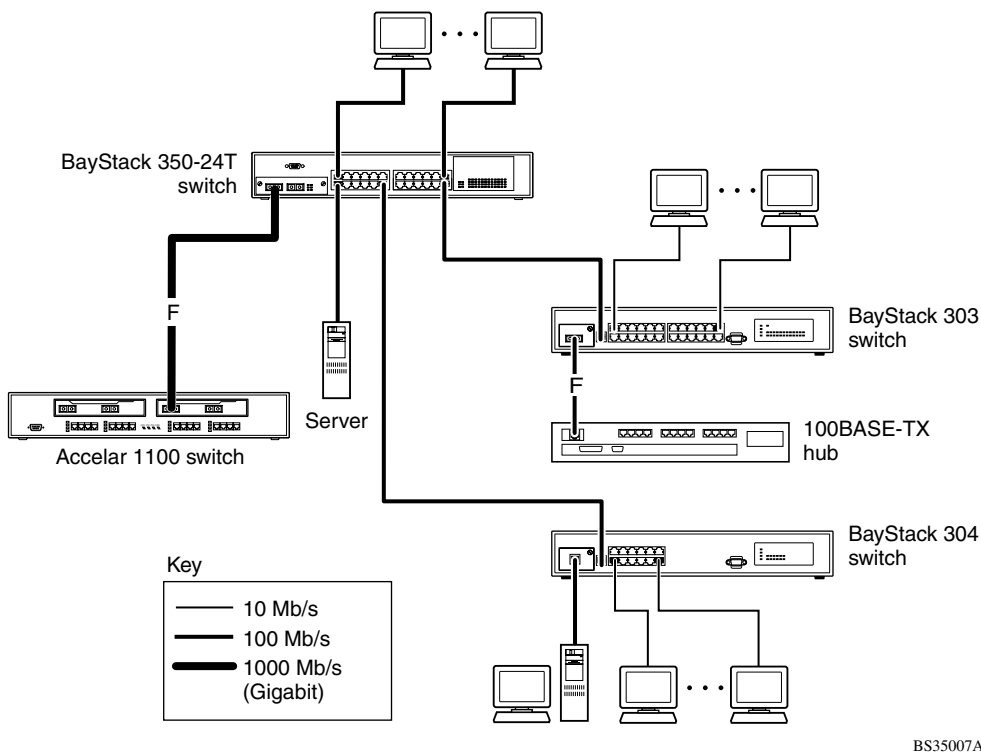 BayStack 350-24T
switch
BayStack 303
switch
F
F
Server
100BASE-TX
hub
Accelar 1100 switch
BayStack 304
switch
Key
10 Mb/s
100 Mb/s
1000 Mb/s
(Gigabit)
BS35007A